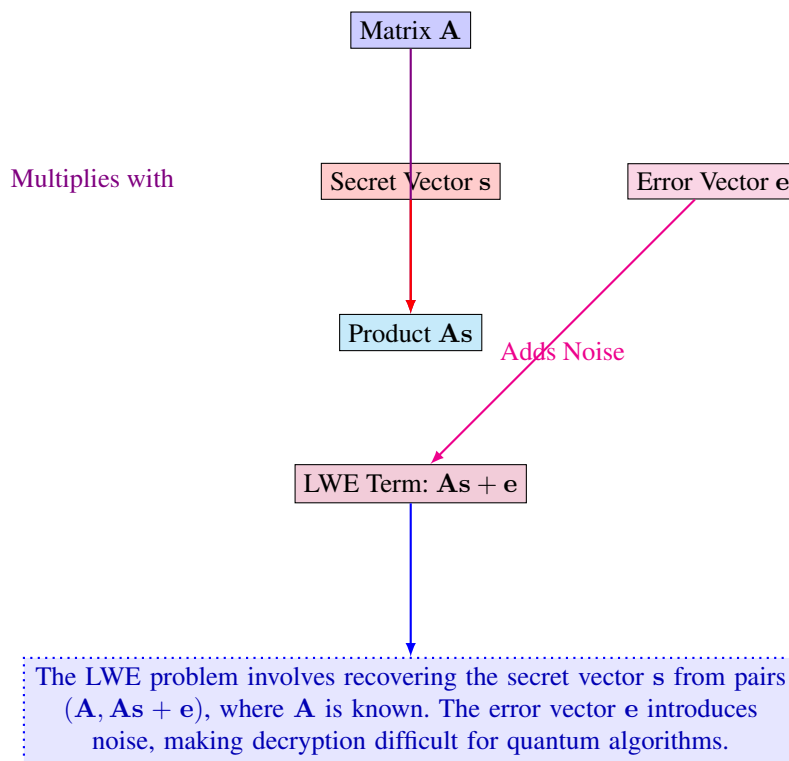 Matrix A
Multiplies with
Secret Vector s
Error Vector e
Product As
Adds Noise
LWE Term: As + e
The LWE problem involves recovering the secret vector s from pairs
(A, As + e), where A is known. The error vector e introduces
noise, making decryption difficult for quantum algorithms.